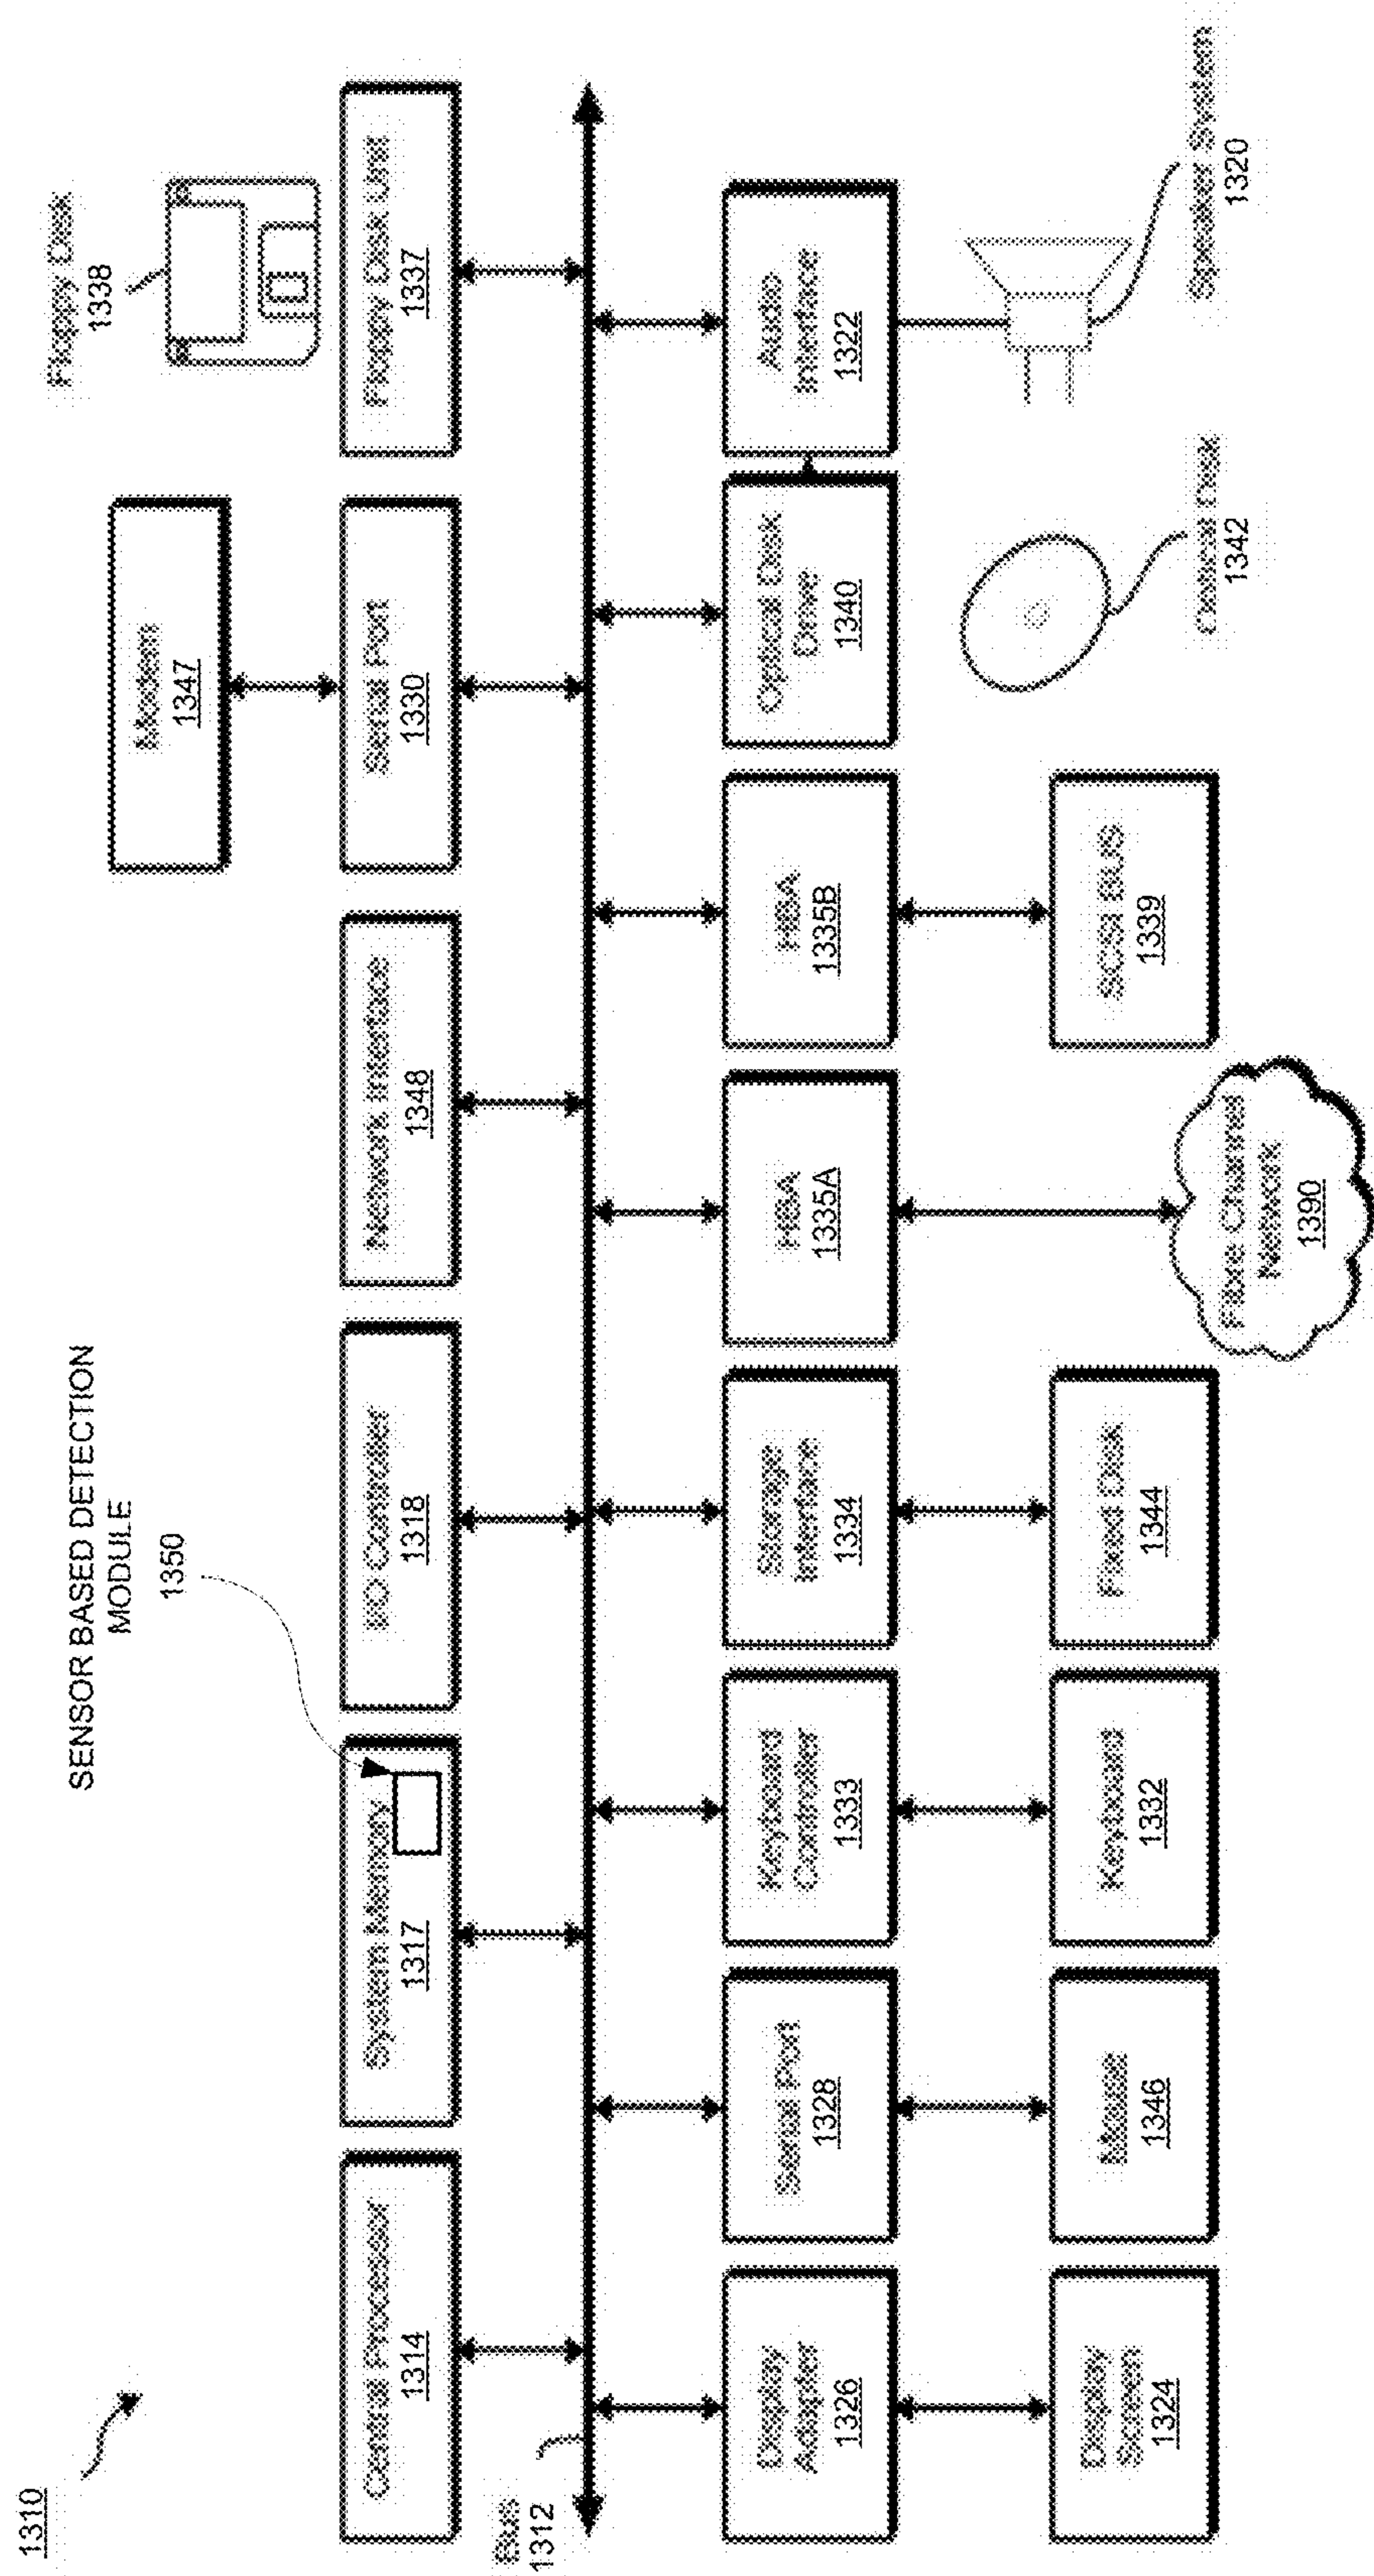 1310
SENSOR BASED DETECTION
MODULE
1350
Floppy Disk
1338
Modem
1347
Central Processor
1314
System Memory
1317
I/O Controller
1318
Network Interface
1348
Serial Port
1330
Floppy Disk Unit
1337
Bus
1312
Display
Adapter
1326
Serial Port
1328
Keyboard
Controller
1333
Storage
Interface
1334
HBA
1335A
HBA
1335B
Optical Disk
Drive
1340
Audio
Interface
1322
Display
Screen
1324
Mouse
1346
Keyboard
1332
Fixed Disk
1344
Fibre Channel
Network
1390
SCSI BUS
1339
Optical Disk
1342
Speaker System
1320